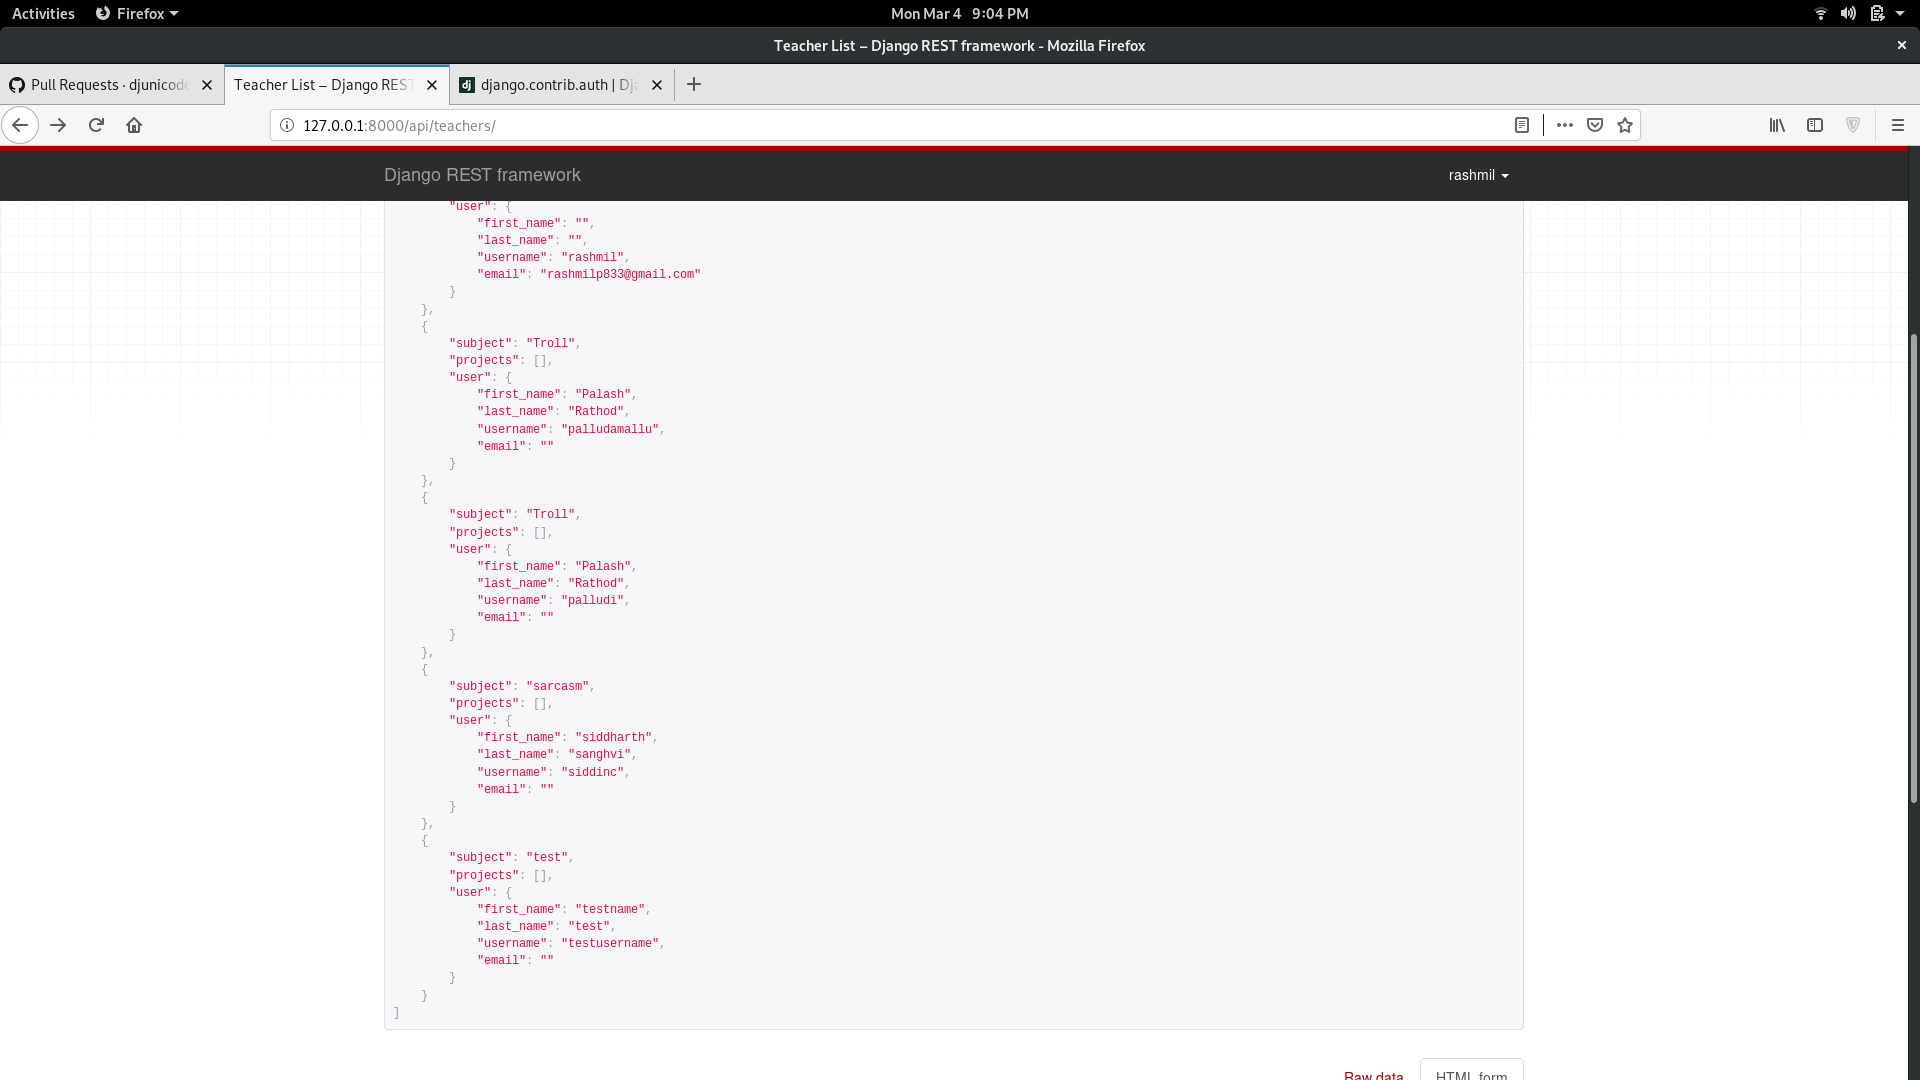 Activities Firefox Mon Mar 4 9:04 PM
Teacher List – Django REST framework - Mozilla Firefox
Pull Requests · djunicode Teacher List – Django REST django.contrib.auth | Dja
127.0.0.1:8000/api/teachers/
Django REST framework rashmil
"user": {
"first_name": "",
"last_name": "",
"username": "rashmil",
"email": "rashmilp833@gmail.com"
}
},
{
"subject": "Troll",
"projects": [],
"user": {
"first_name": "Palash",
"last_name": "Rathod",
"username": "palludamallu",
"email": ""
}
},
{
"subject": "Troll",
"projects": [],
"user": {
"first_name": "Palash",
"last_name": "Rathod",
"username": "palludi",
"email": ""
}
},
{
"subject": "sarcasm",
"projects": [],
"user": {
"first_name": "siddharth",
"last_name": "sanghvi",
"username": "siddinc",
"email": ""
}
},
{
"subject": "test",
"projects": [],
"user": {
"first_name": "testname",
"last_name": "test",
"username": "testusername",
"email": ""
}
}
]
Raw data HTML form